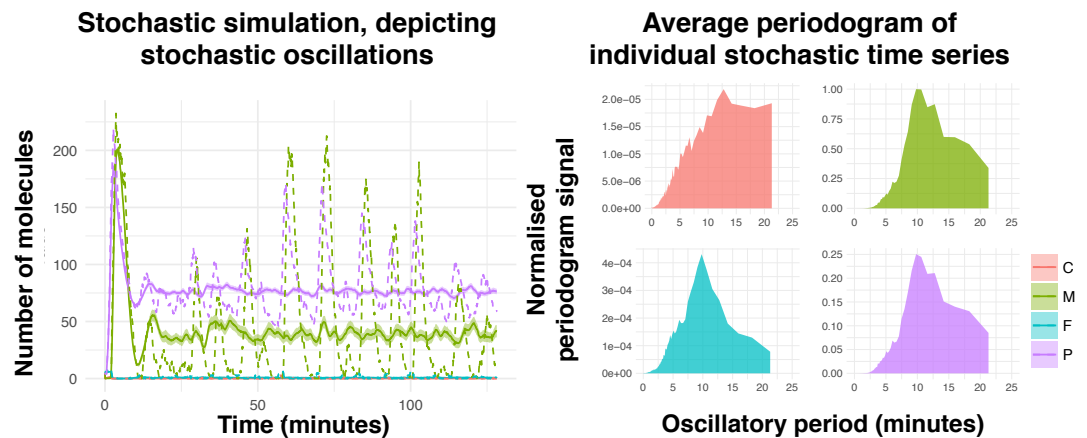 Stochastic simulation, depicting
stochastic oscillations
Number of molecules
200
150
100
50
0
0
50
100
Time (minutes)
Average periodogram of
individual stochastic time series
Normalised
periodogram signal
2.0e−05
1.5e−05
1.0e−05
5.0e−06
0.0e+00
0 5 10 15 20 25
1.00
0.75
0.50
0.25
0.00
0 5 10 15 20 25
4e−04
3e−04
2e−04
1e−04
0e+00
0 5 10 15 20 25
0.25
0.20
0.15
0.10
0.05
0.00
0 5 10 15 20 25
Oscillatory period (minutes)
C
M
F
P